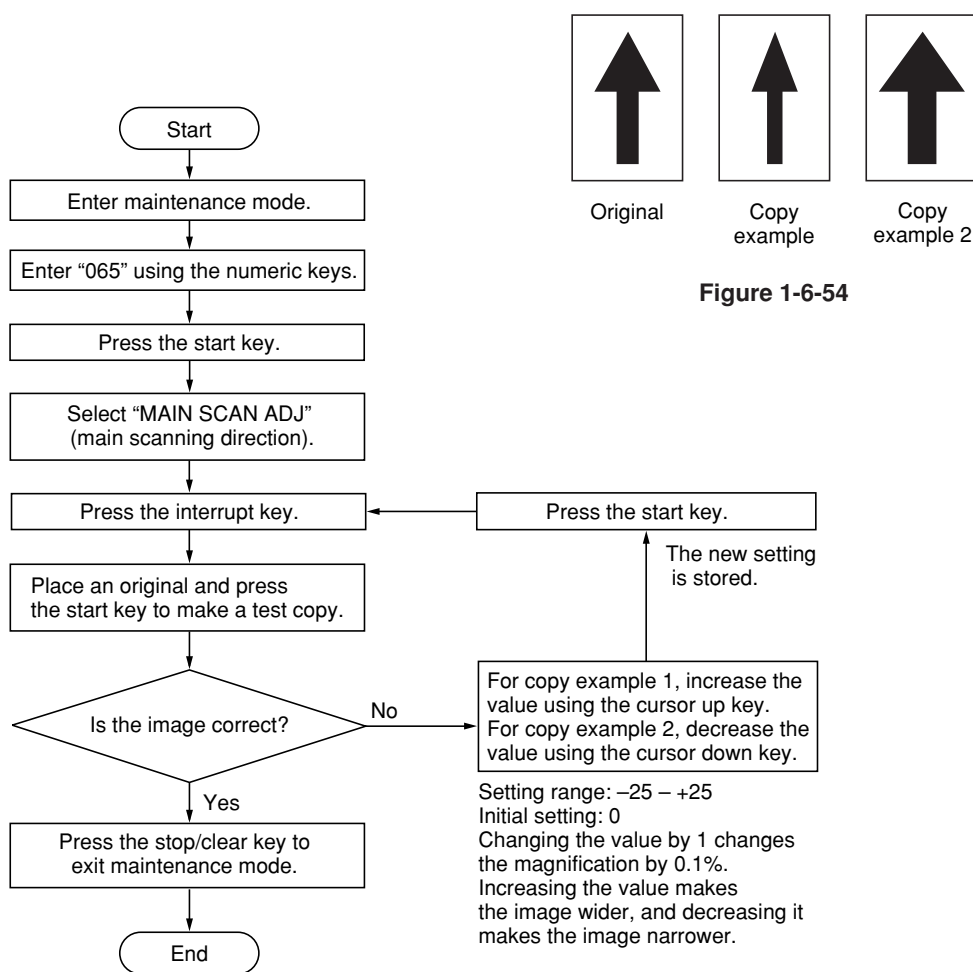 Original
Copy
example
Copy
example 2
Figure 1-6-54
Start
Enter maintenance mode.
Enter “065” using the numeric keys.
Press the start key.
Select “MAIN SCAN ADJ”
(main scanning direction).
Press the interrupt key.
Press the start key.
The new setting
is stored.
Place an original and press
the start key to make a test copy.
Is the image correct?
No
For copy example 1, increase the
value using the cursor up key.
For copy example 2, decrease the
value using the cursor down key.
Setting range: –25 – +25
Initial setting: 0
Changing the value by 1 changes
the magnification by 0.1%.
Increasing the value makes
the image wider, and decreasing it
makes the image narrower.
Yes
Press the stop/clear key to
exit maintenance mode.
End